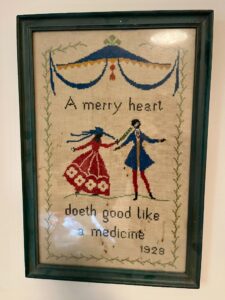 A merry heart
doeth good like
a medicine
1928